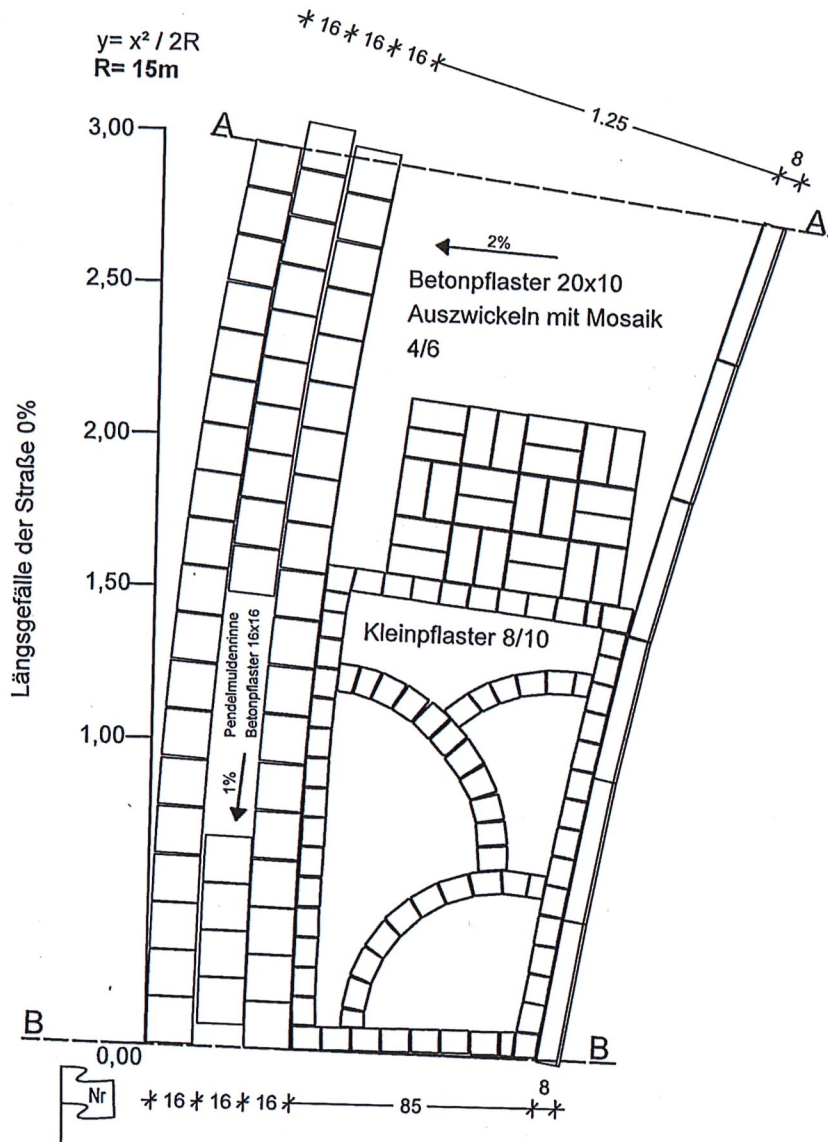 y= x² / 2R
R= 15m
16 16 16
1.25
8
3,00
A
A
2%
2,50
Betonpflaster 20x10
Auszwickeln mit Mosaik
4/6
2,00
Längsgefälle der Straße 0%
1,50
Kleinpflaster 8/10
Pendelmuldenrinne
Betonpflaster 16x16
1,00
1%
B
B
0,00
Nr
16 16 16 85 8